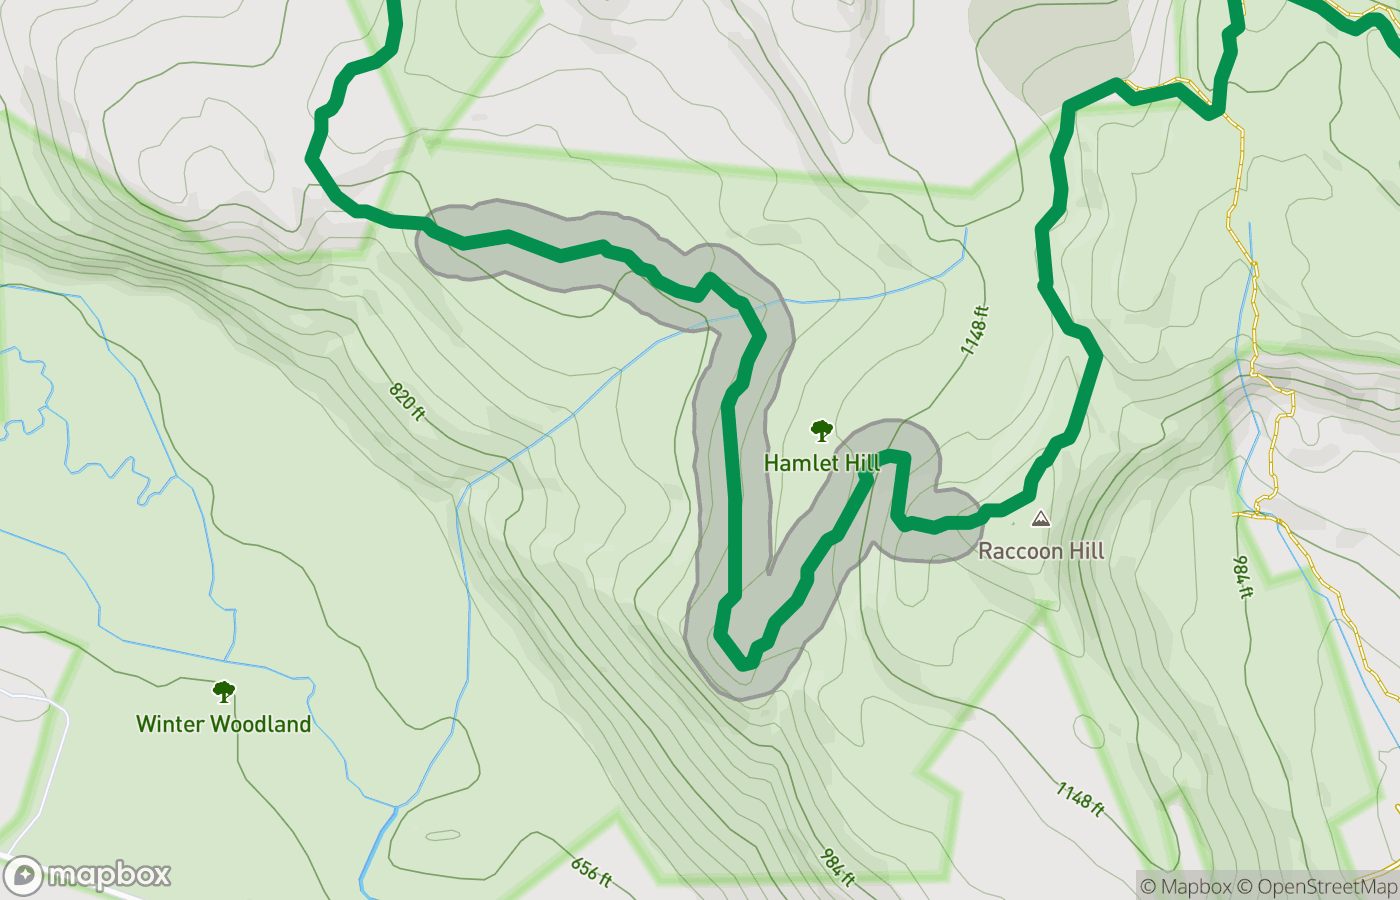 1148 ft
820 ft
Hamlet Hill
Raccoon Hill
984 ft
Winter Woodland
1148 ft
984 ft
656 ft
mapbox
© Mapbox © OpenStreetMap